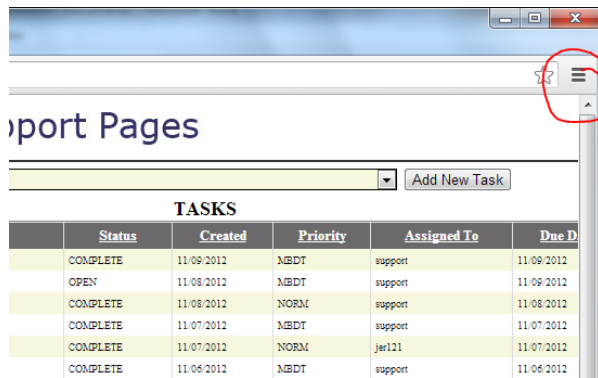 pport Pages
Add New Task
TASKS
Status Created Priority Assigned To Due D
COMPLETE 11/09/2012 MBDT support 11/09/2012
OPEN 11/08/2012 MBDT support 11/09/2012
COMPLETE 11/08/2012 NORM support 11/08/2012
COMPLETE 11/07/2012 MBDT support 11/07/2012
COMPLETE 11/07/2012 NORM jer121 11/07/2012
COMPLETE 11/06/2012 MBDT support 11/06/2012